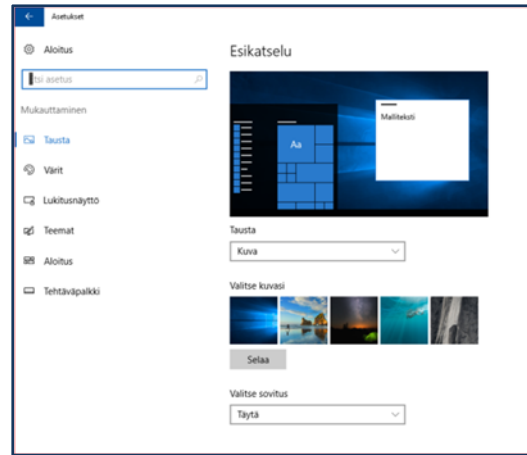 Asetukset
Aloitus
tsi asetus
Mukauttaminen
Tausta
Värit
Lukitusnäyttö
Teemat
Aloitus
Tehtäväpalkki
Esikatselu
Aa
Malliteksti
Tausta
Kuva
Valitse kuvasi
Selaa
Valitse sovitus
Täytä